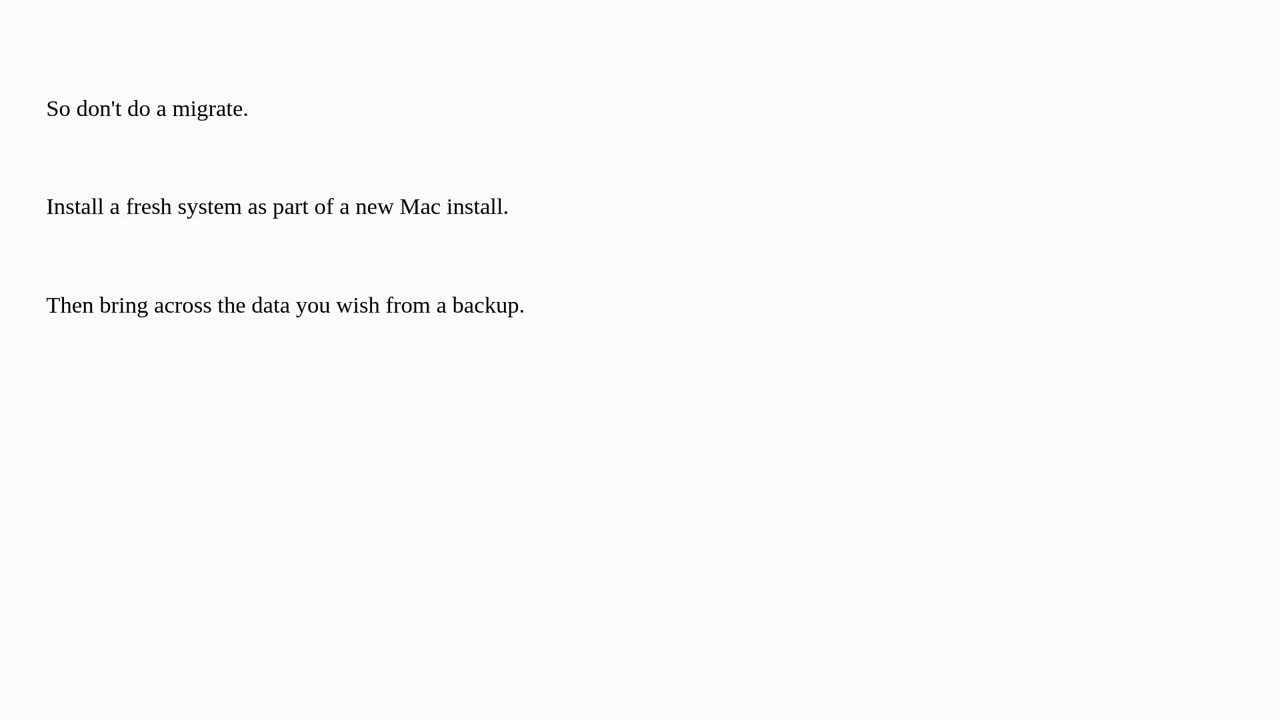 So don't do a migrate.
Install a fresh system as part of a new Mac install.
Then bring across the data you wish from a backup.